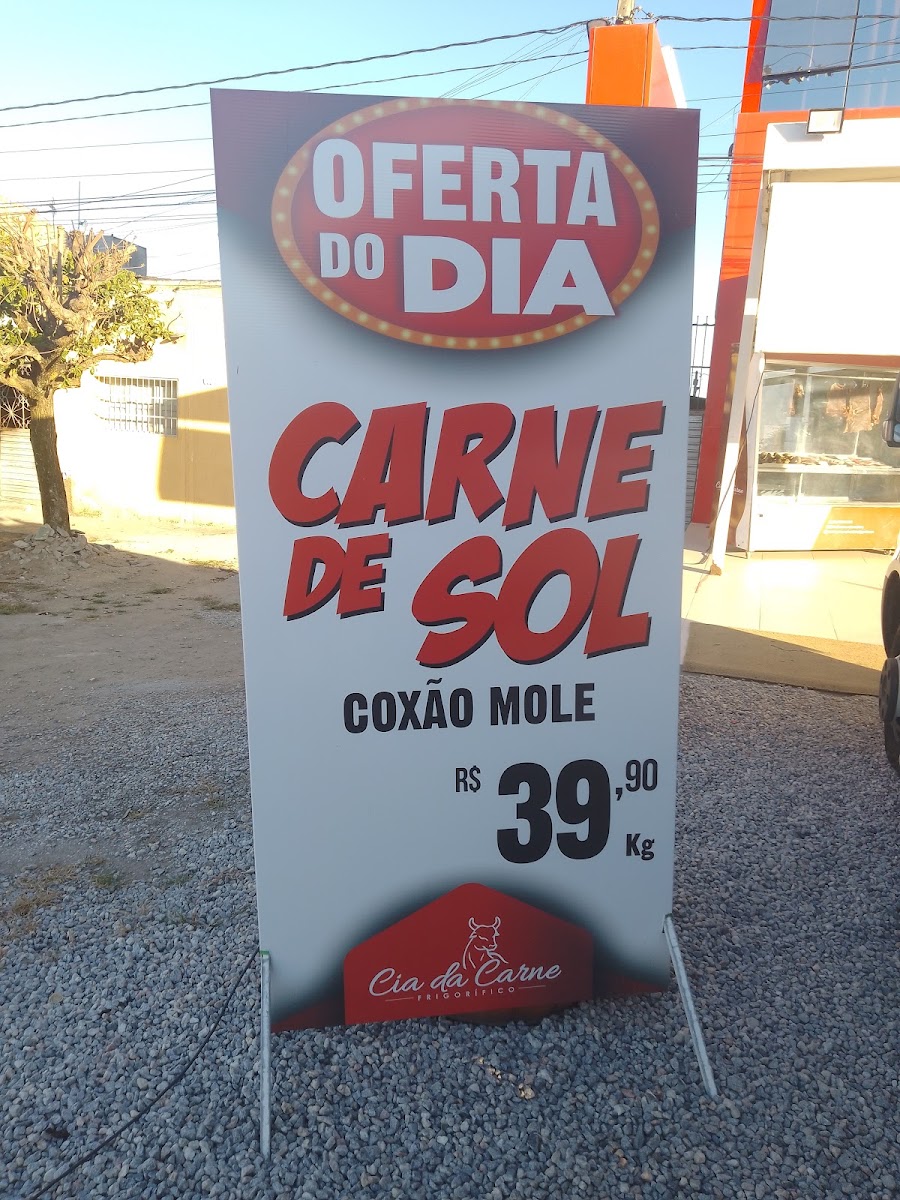 OFERTA
DO DIA
CARNE
DE SOL
COXÃO MOLE
R$ 39,90
Kg
Cia da Carne
FRIGORÍFICO